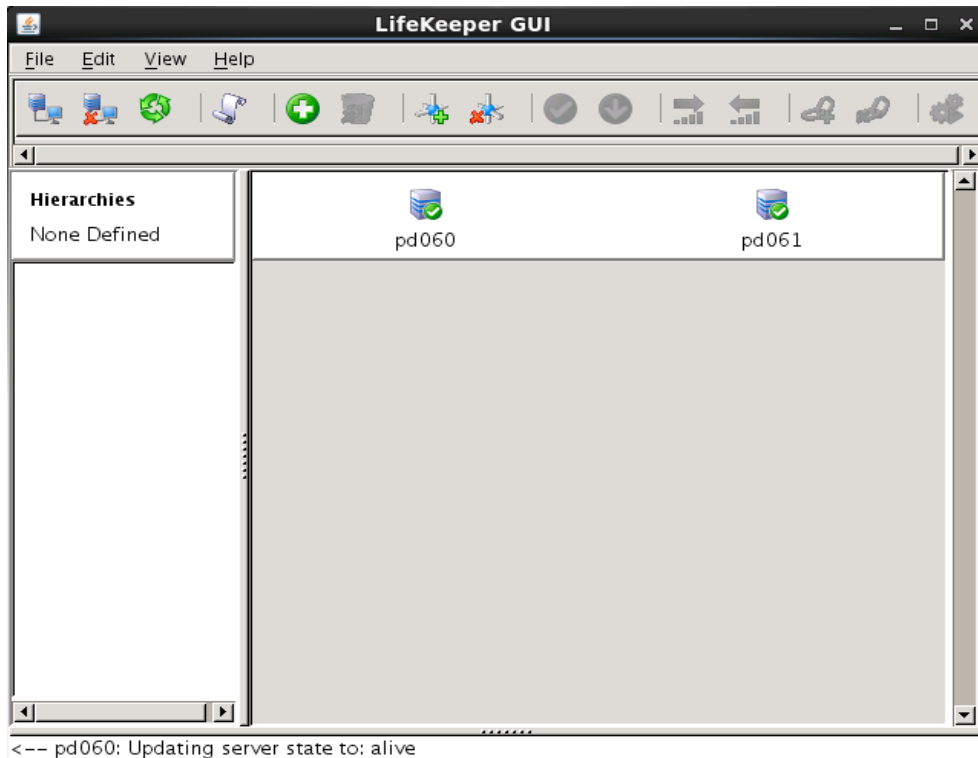 LifeKeeper GUI
File Edit View Help
Hierarchies
None Defined
pd060 pd061
<-- pd060: Updating server state to: alive